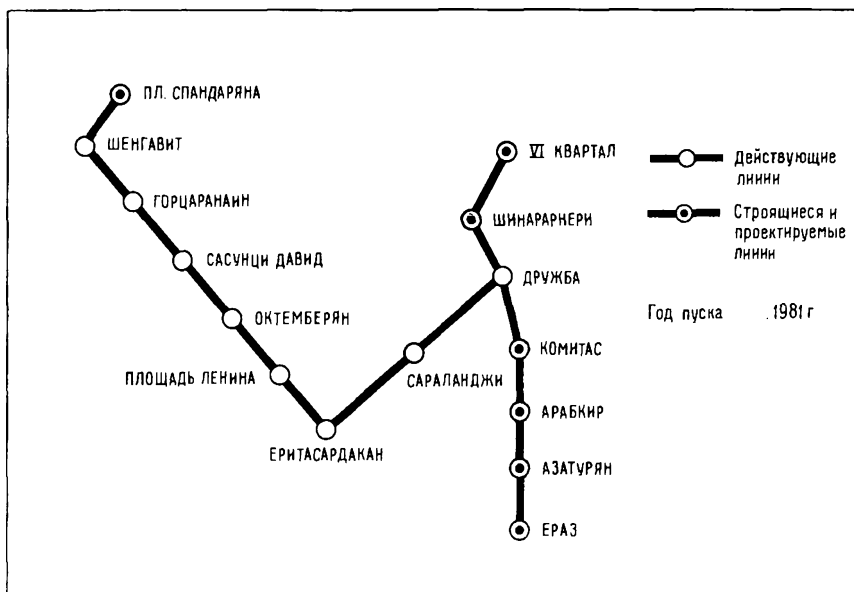 ПЛ. СПАНДАРЯНА
ШЕНГАВИТ
ГОРЦАРАНАИН
САСУНЦИ ДАВИД
ОКТЕМБЕРЯН
ПЛОЩАДЬ ЛЕНИНА
ЕРИТАСАРДАКАН
САРАЛАНДЖИ
VI КВАРТАЛ
ШИНАРАРНЕРИ
ДРУЖБА
КОМИТАС
АРАБКИР
АЗАТУРЯН
ЕРАЗ
Действующие
линии
Строящиеся и
проектируемые
линии
Год пуска .1981 г